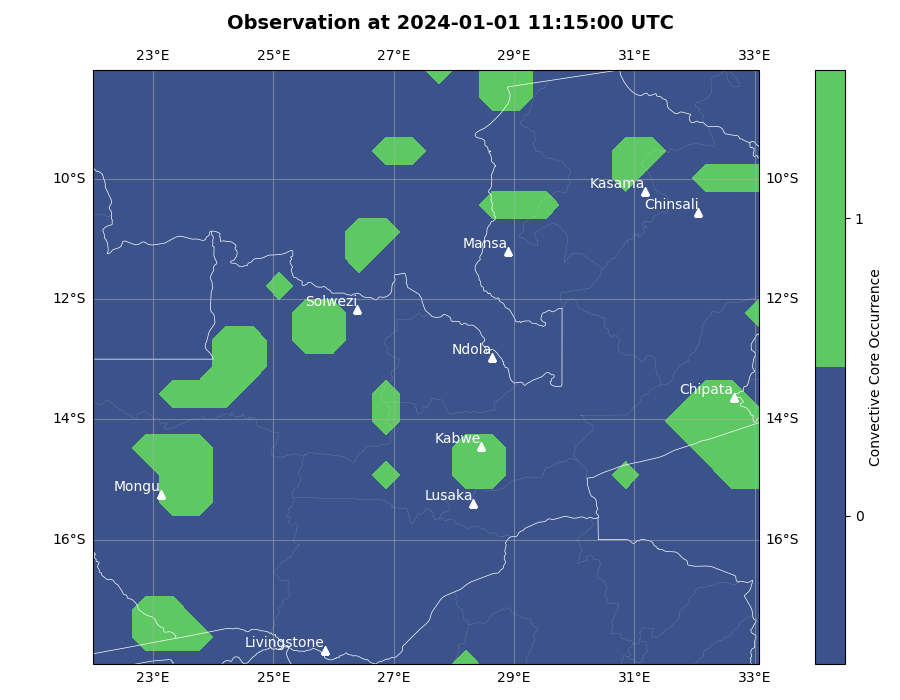 Observation at 2024-01-01 11:15:00 UTC
23°E 25°E 27°E 29°E 31°E 33°E
10°S 10°S
Kasama
Chinsali
Mansa
12°S 12°S
Solwezi
Ndola
Chipata
14°S 14°S
Kabwe
Mongu
Lusaka
16°S 16°S
Livingstone
23°E 25°E 27°E 29°E 31°E 33°E
1
0
Convective Core Occurrence